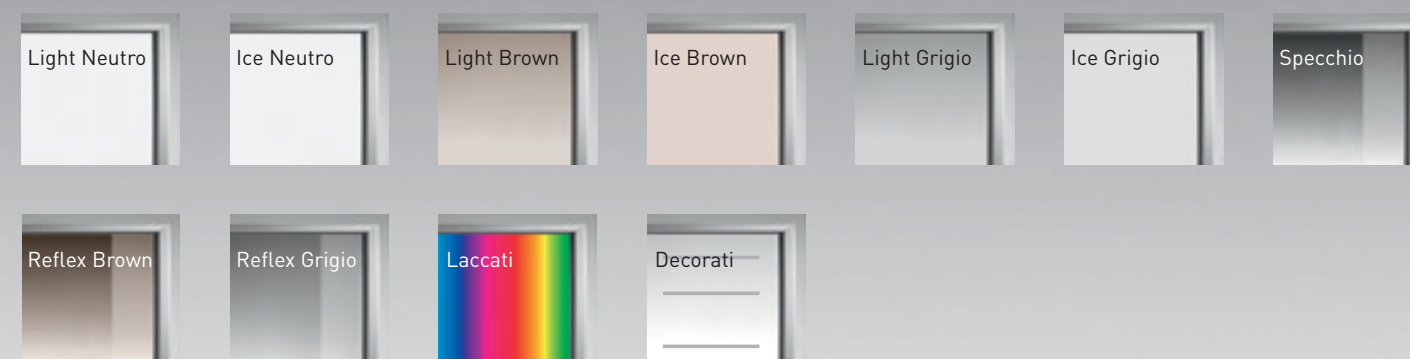 Light Neutro
Ice Neutro
Light Brown
Ice Brown
Light Grigio
Ice Grigio
Specchio
Reflex Brown
Reflex Grigio
Laccati
Decorati